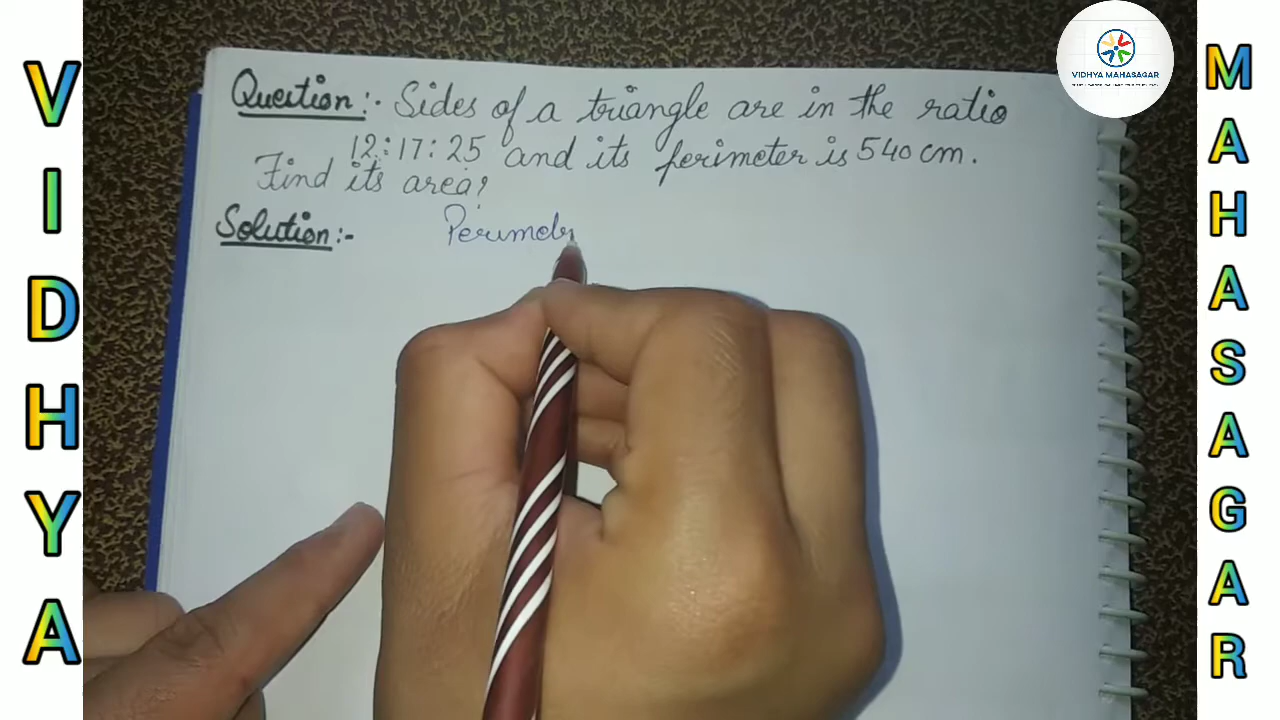 VIDHYA
Question:- Sides of a triangle are in the ratio
12:17:25 and its perimeter is 540 cm.
Find its area?
Solution:- Perimet
VIDHYA MAHASAGAR
MAHASAGAR